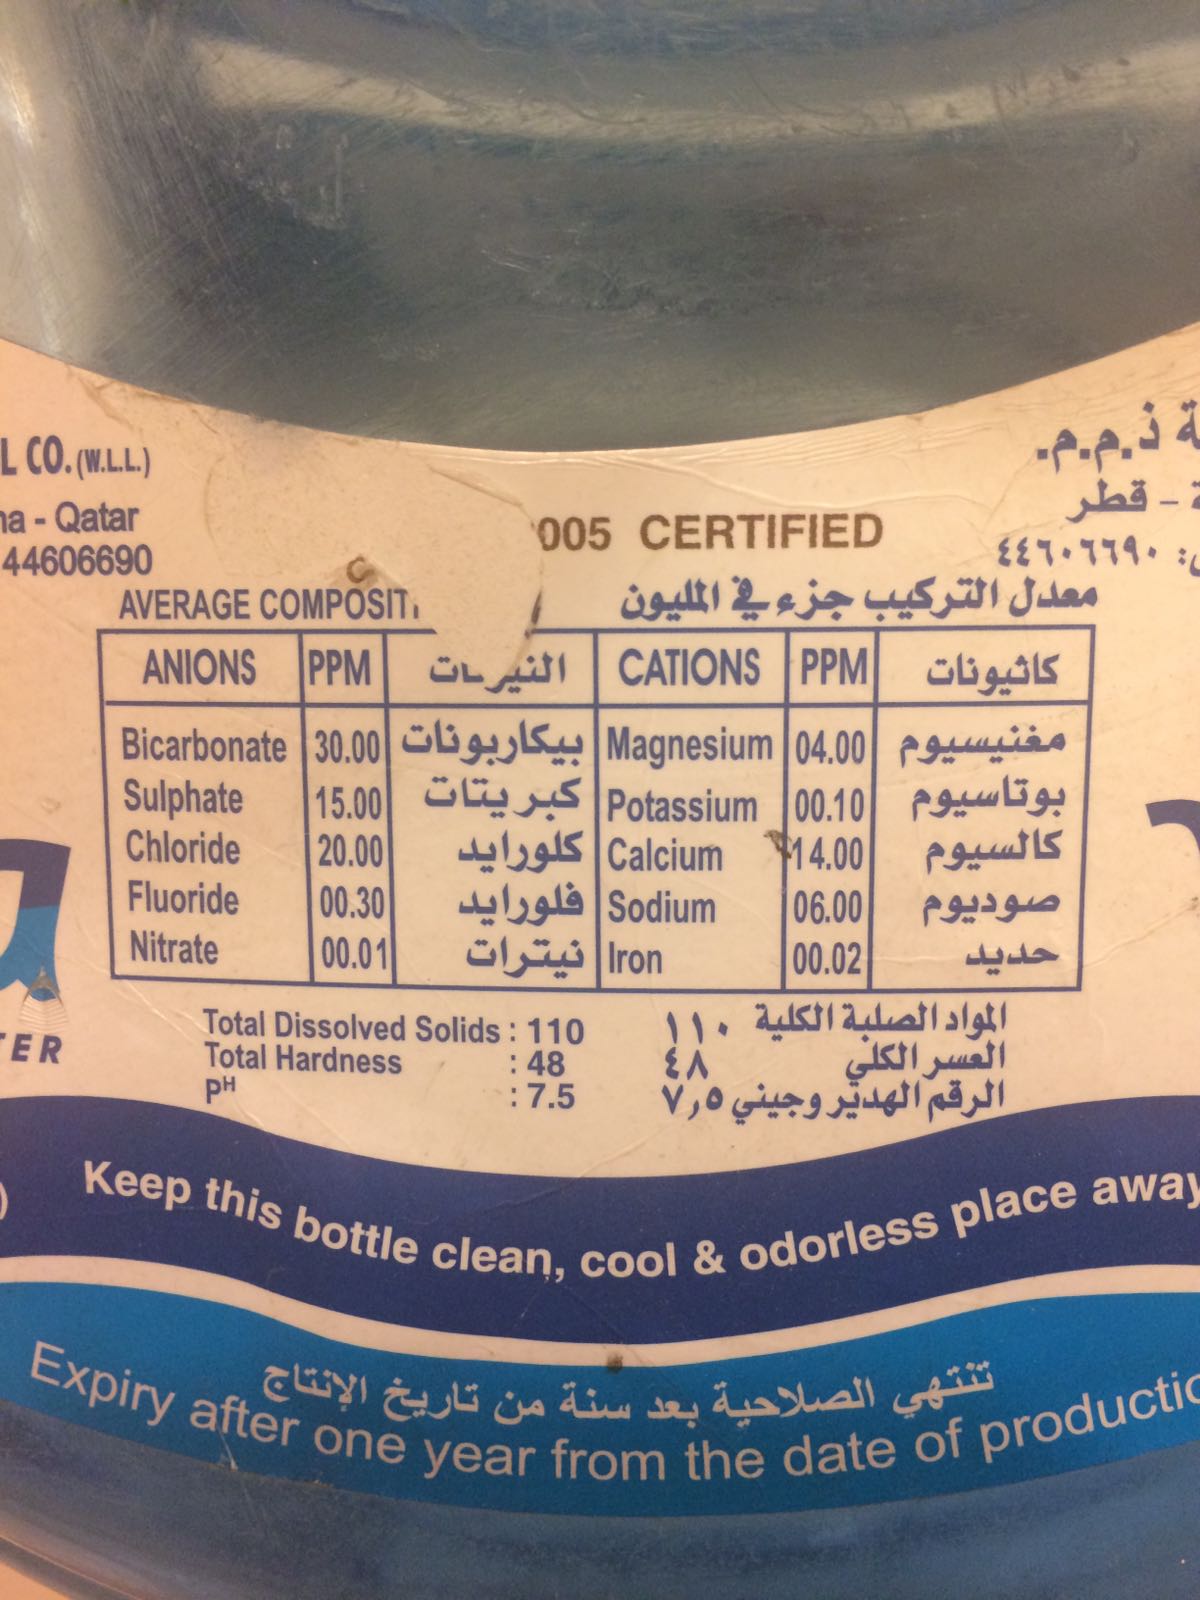 L CO. (W.L.L.)
ة ذ.م.م.
- Qatar
ة - قطر
44606690
٤٤٦٠٦٦٩٠
005 CERTIFIED
AVERAGE COMPOSITI
معدل التركيب جزء في المليون
ANIONS PPM CATIONS PPM كاثيونات
Bicarbonate 30.00 بيكاربونات Magnesium 04.00 مغنيسيوم
Sulphate 15.00 كبريتات Potassium 00.10 بوتاسيوم
Chloride 20.00 كلورايد Calcium 14.00 كالسيوم
Fluoride 00.30 فلورايد Sodium 06.00 صوديوم
Nitrate 00.01 نيترات Iron 00.02 حديد
Total Dissolved Solids : 110 المواد الصلبة الكلية ١١٠
Total Hardness : 48 العسر الكلي ٤٨
pH : 7.5 الرقم الهديروجيني ٧,٥
TER
Keep this bottle clean, cool & odorless place away
تنتهي الصلاحية بعد سنة من تاريخ الإنتاج
Expiry after one year from the date of productio